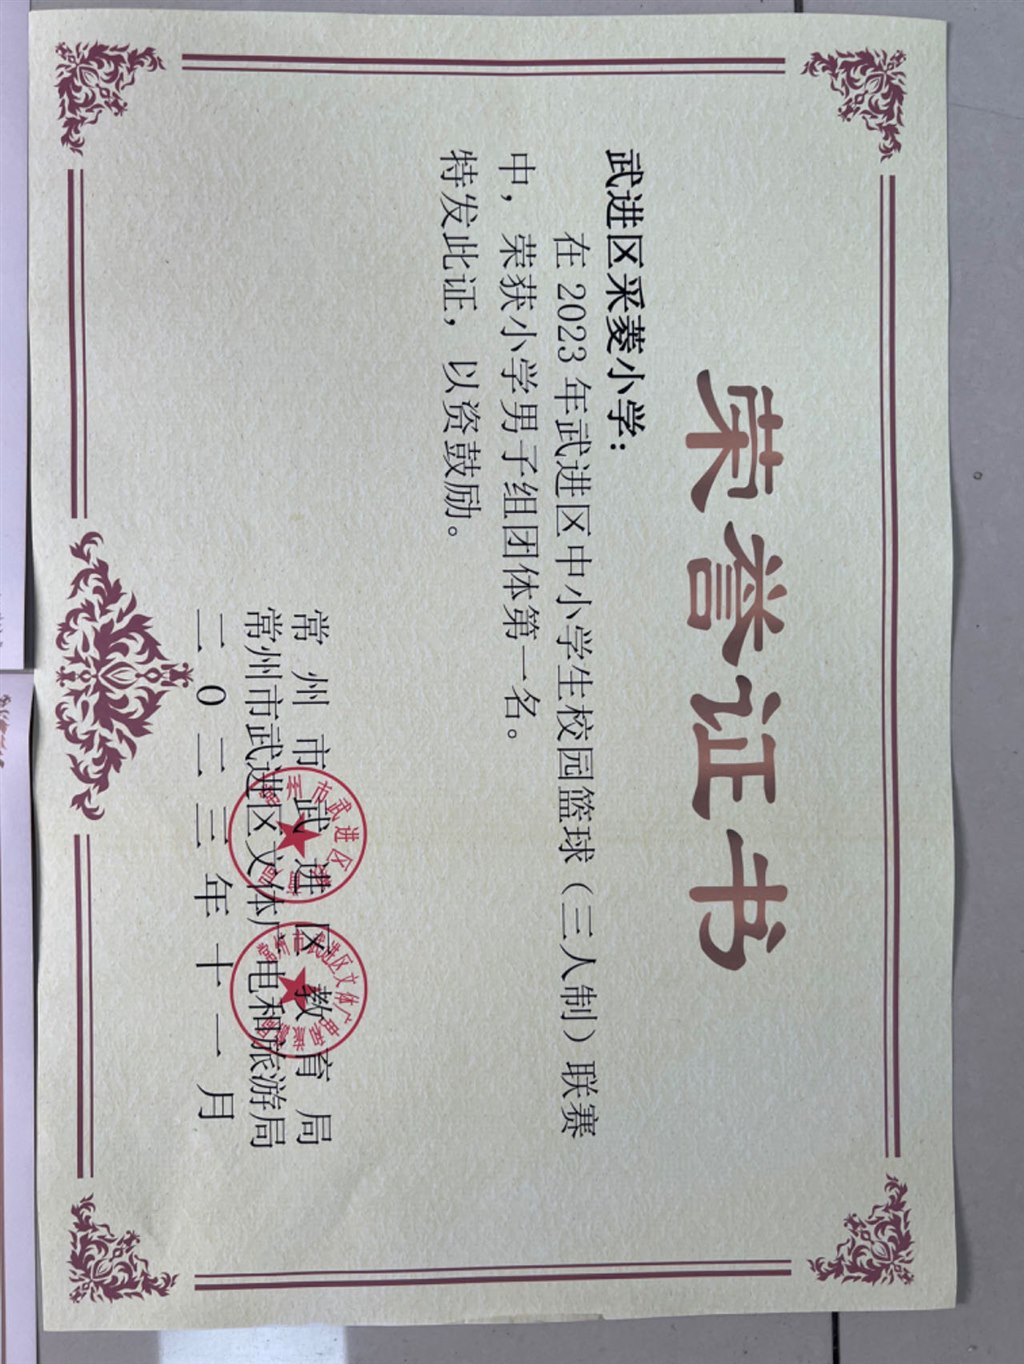 荣誉证书
武进区采菱小学：
在 2023 年武进区中小学生校园篮球（三人制）联赛
中，荣获小学男子组团体第一名。
特发此证，以资鼓励。
常州市武进区教育局
常州市武进区文体广电和旅游局
二〇二三年十一月